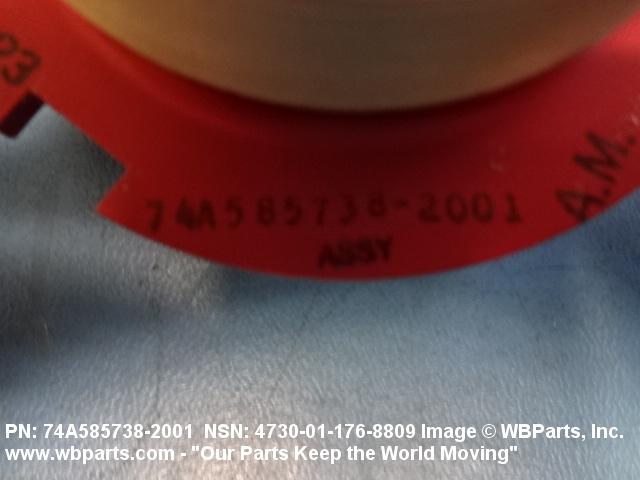 03
74A585738-2001
ASSY
A.M.
PN: 74A585738-2001 NSN: 4730-01-176-8809 Image © WBParts, Inc.
www.wbparts.com - "Our Parts Keep the World Moving"